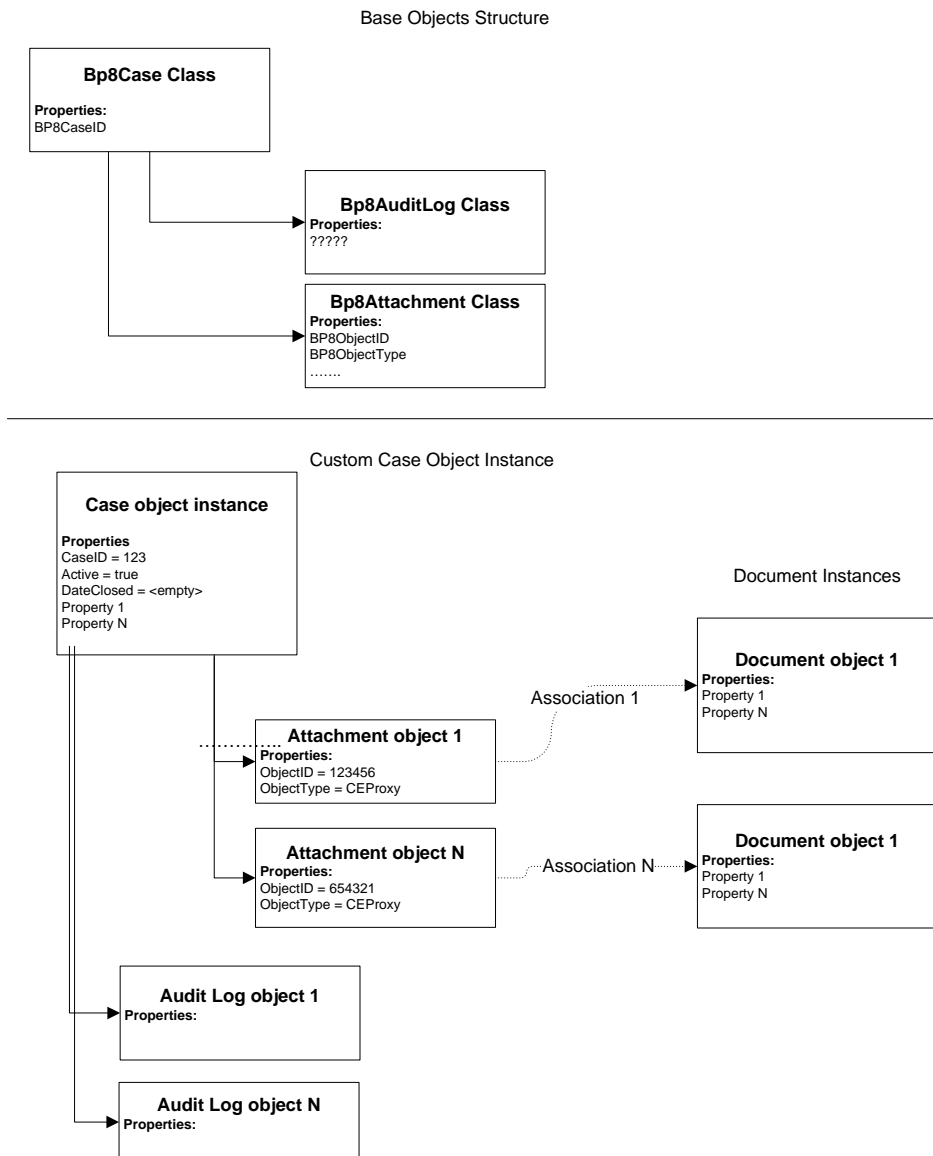 Base Objects Structure
Bp8Case Class
Properties:
BP8CaseID
Bp8AuditLog Class
Properties:
?????
Bp8Attachment Class
Properties:
BP8ObjectID
BP8ObjectType
.......
Custom Case Object Instance
Case object instance
Properties
CaseID = 123
Active = true
DateClosed = <empty>
Property 1
Property N
Document Instances
Document object 1
Properties:
Property 1
Property N
Association 1
Attachment object 1
Properties:
ObjectID = 123456
ObjectType = CEProxy
Attachment object N
Properties:
ObjectID = 654321
ObjectType = CEProxy
Association N
Document object 1
Properties:
Property 1
Property N
Audit Log object 1
Properties:
Audit Log object N
Properties: